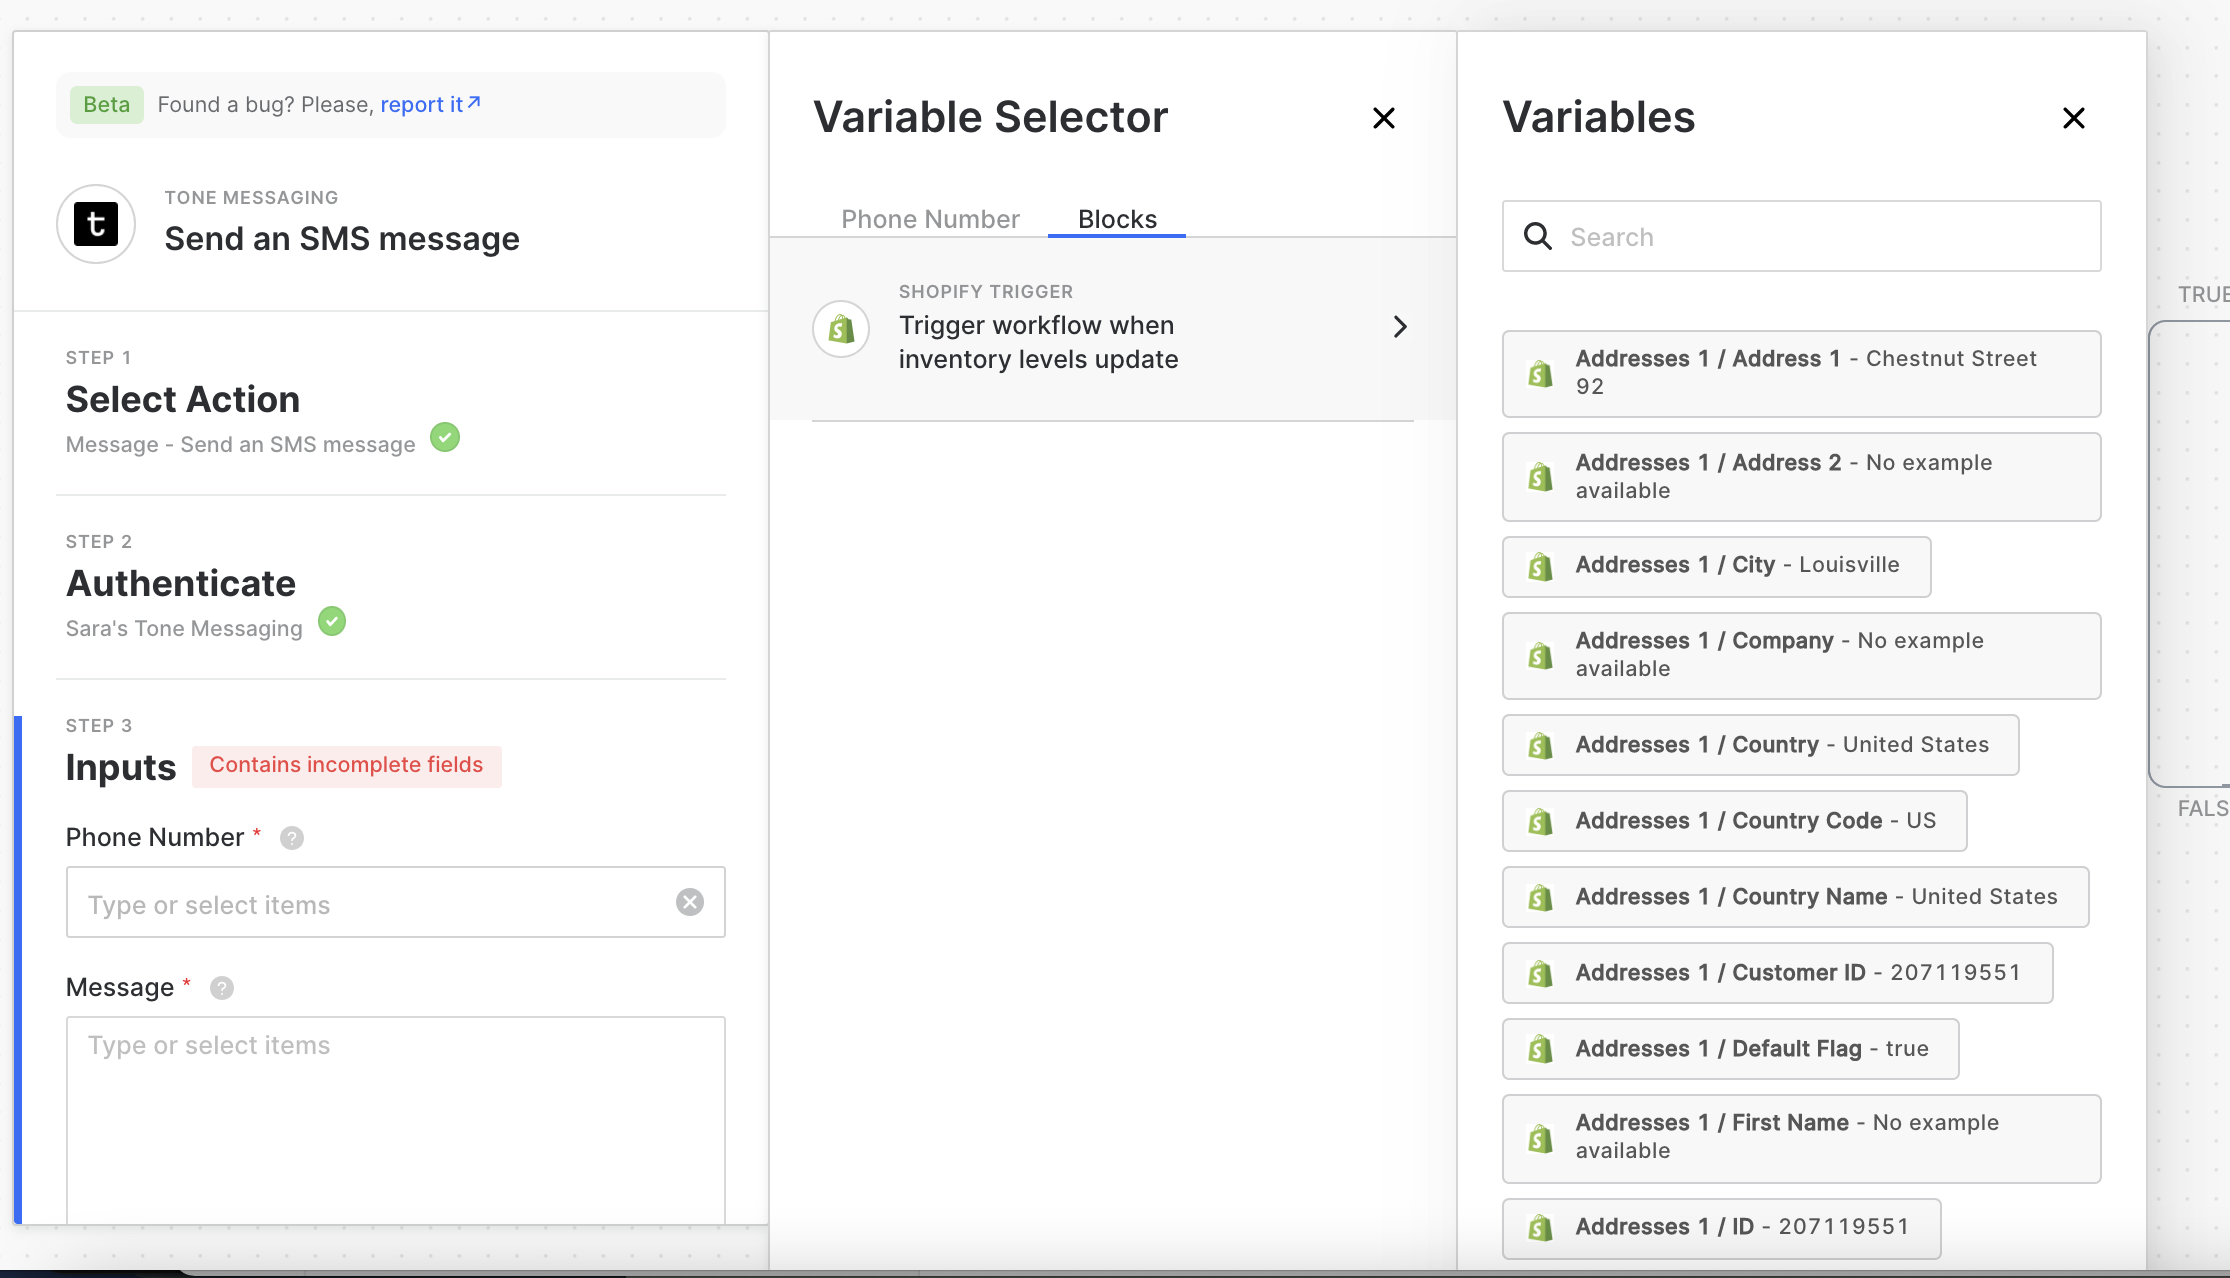 Beta Found a bug? Please, report it
t
TONE MESSAGING
Send an SMS message
STEP 1
Select Action
Message - Send an SMS message
STEP 2
Authenticate
Sara's Tone Messaging
STEP 3
Inputs Contains incomplete fields
Phone Number * ?
Type or select items
Message * ?
Type or select items
Variable Selector
Phone Number Blocks
SHOPIFY TRIGGER
Trigger workflow when
inventory levels update
Variables
Search
Addresses 1 / Address 1 - Chestnut Street
92
Addresses 1 / Address 2 - No example
available
Addresses 1 / City - Louisville
Addresses 1 / Company - No example
available
Addresses 1 / Country - United States
Addresses 1 / Country Code - US
Addresses 1 / Country Name - United States
Addresses 1 / Customer ID - 207119551
Addresses 1 / Default Flag - true
Addresses 1 / First Name - No example
available
Addresses 1 / ID - 207119551
TRUE
FALS